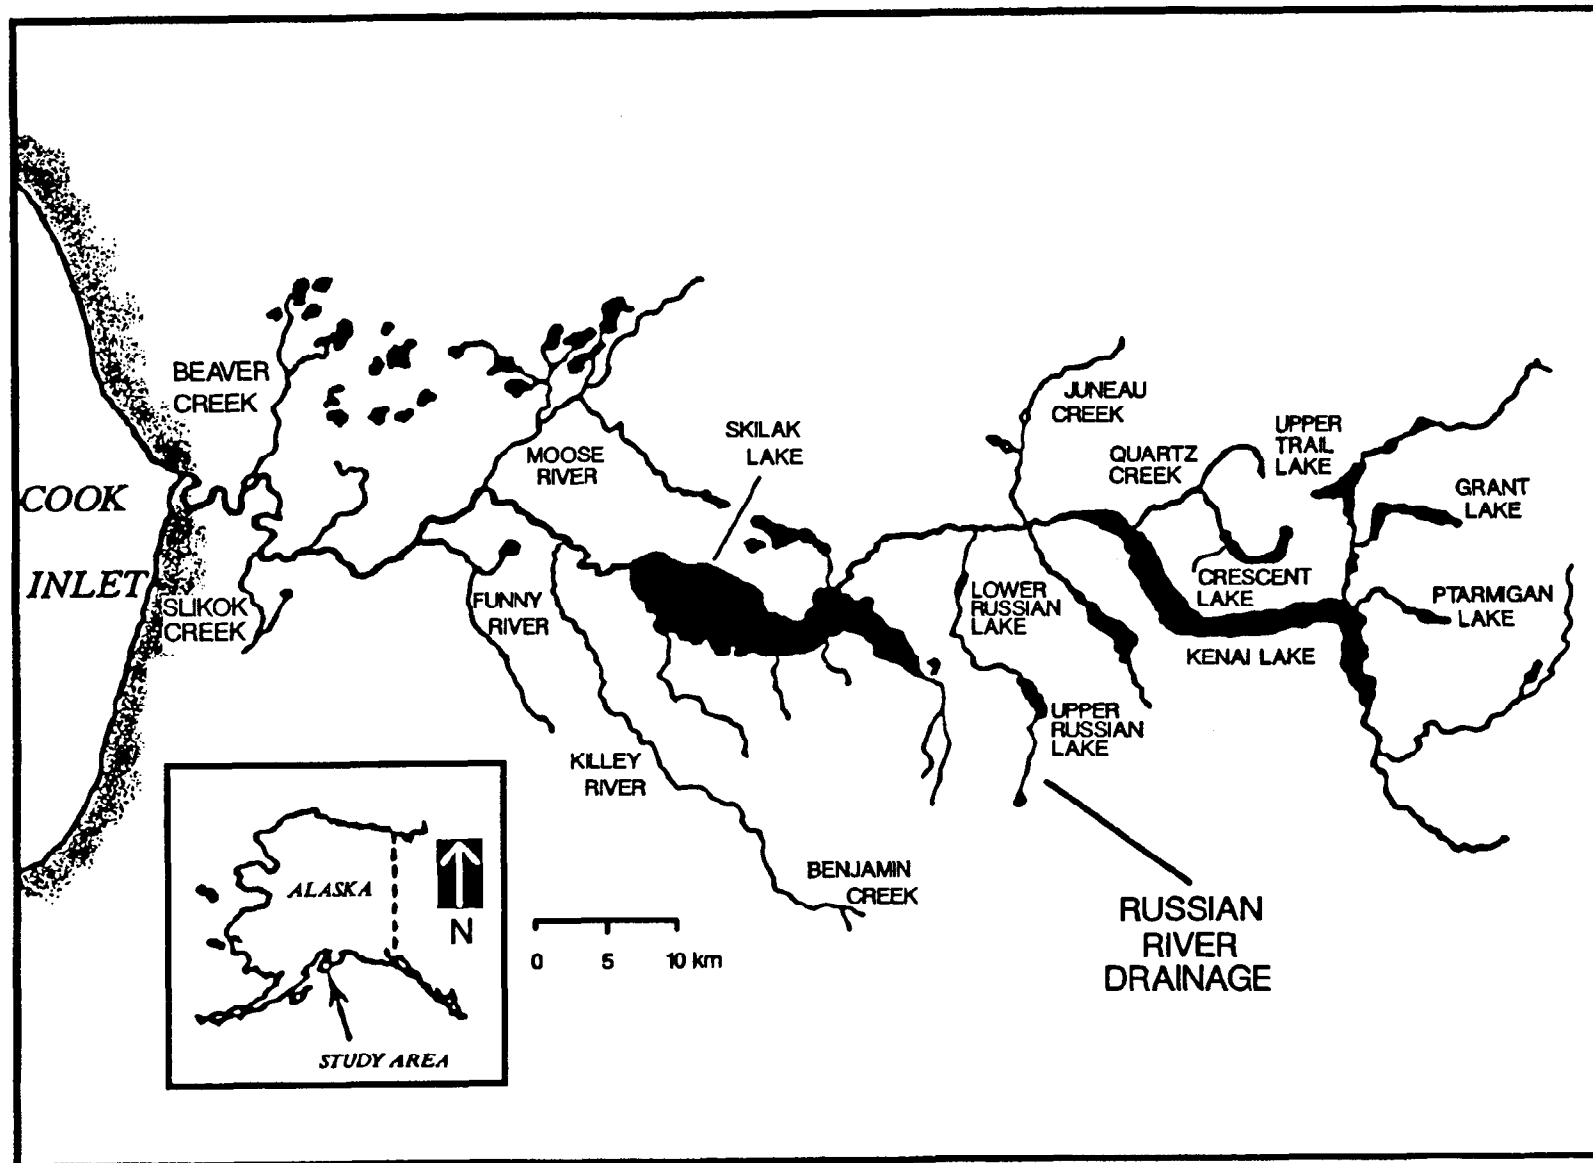 BEAVER
CREEK
COOK
INLET
SLIKOK
CREEK
MOOSE
RIVER
FUNNY
RIVER
SKILAK
LAKE
KILLEY
RIVER
BENJAMIN
CREEK
JUNEAU
CREEK
QUARTZ
CREEK
UPPER
TRAIL
LAKE
GRANT
LAKE
CRESCENT
LAKE
PTARMIGAN
LAKE
KENAI LAKE
LOWER
RUSSIAN
LAKE
UPPER
RUSSIAN
LAKE
RUSSIAN
RIVER
DRAINAGE
ALASKA
N
STUDY AREA
0 5 10 km